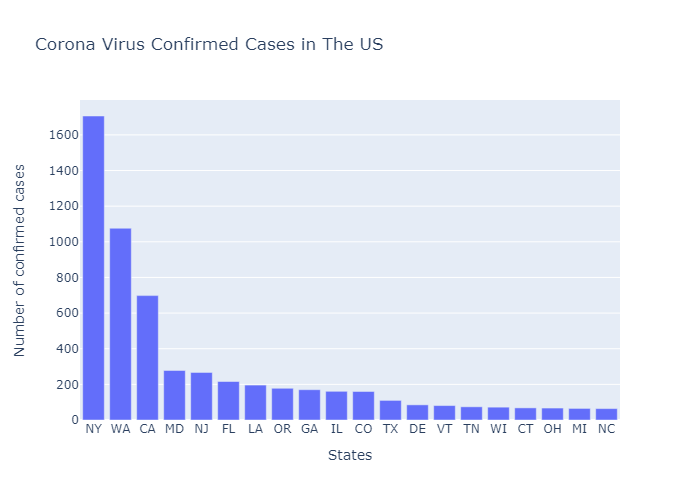 Corona Virus Confirmed Cases in The US
Number of confirmed cases
1600
1400
1200
1000
800
600
400
200
0
NY WA CA MD NJ FL LA OR GA IL CO TX DE VT TN WI CT OH MI NC
States